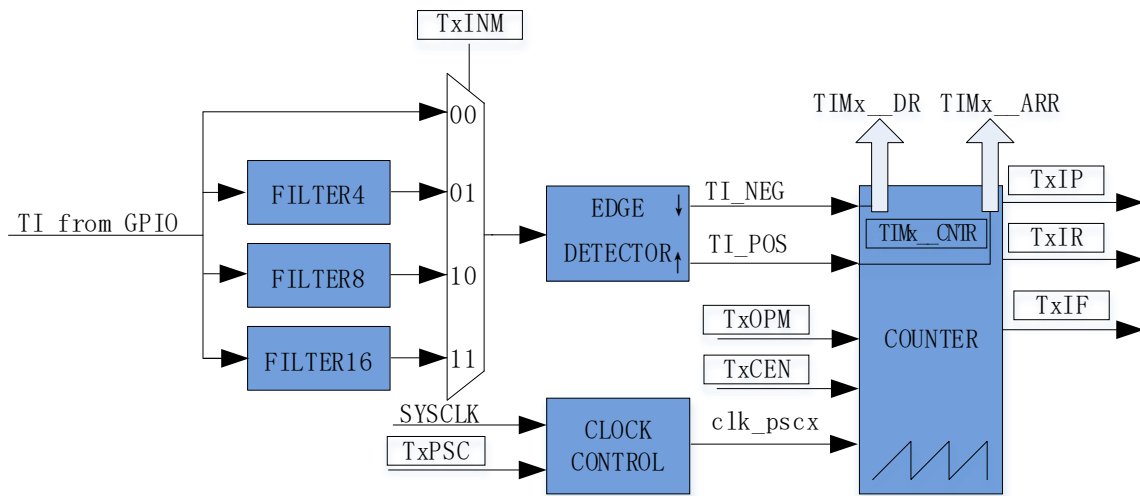 TxINM
TIMx__DR
TIMx__ARR
00
FILTER4
01
TI from GPIO
FILTER8
10
FILTER16
11
EDGE
DETECTOR
TI_NEG
TI_POS
TIMx__CNTR
TxIP
TxIR
TxIF
TxOPM
TxCEN
COUNTER
SYSCLK
TxPSC
CLOCK
CONTROL
clk_pscx